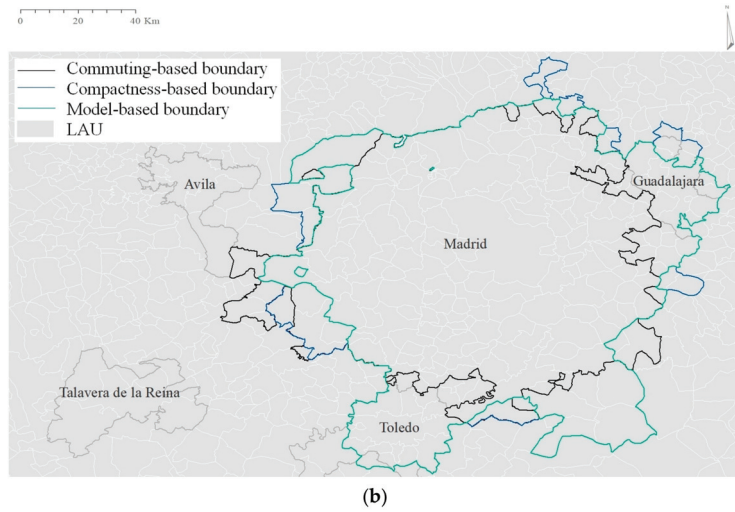 N
0 20 40 Km
Commuting-based boundary
Compactness-based boundary
Model-based boundary
LAU
Avila
Guadalajara
Madrid
Talavera de la Reina
Toledo
(b)